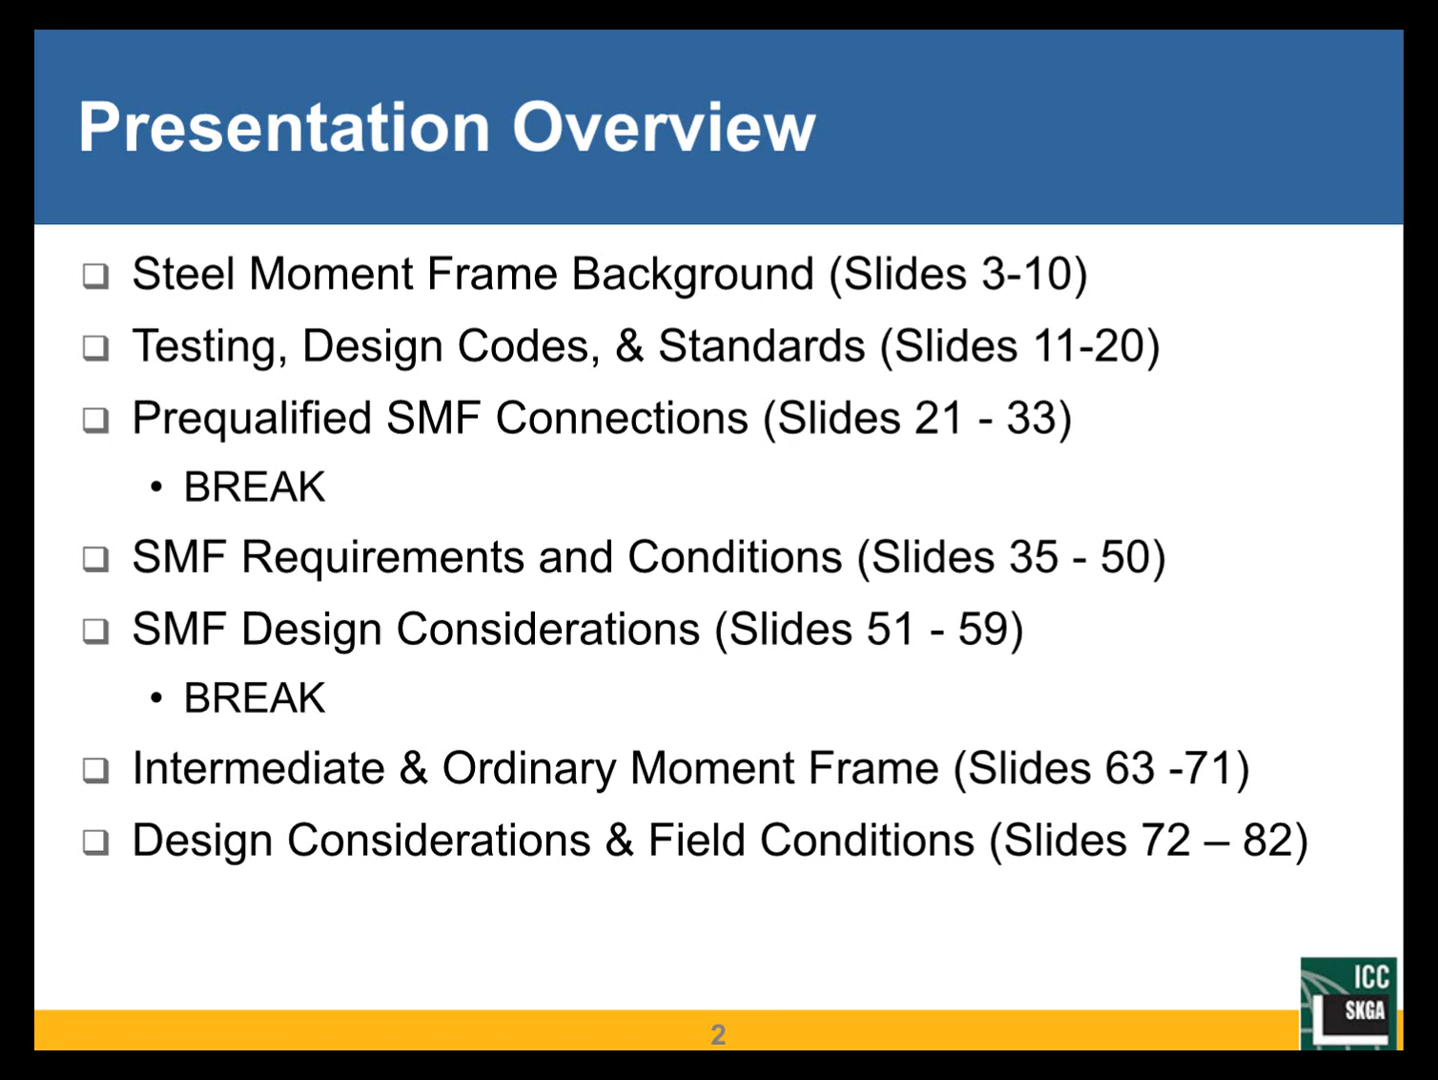 Presentation Overview
Steel Moment Frame Background (Slides 3-10)
Testing, Design Codes, & Standards (Slides 11-20)
Prequalified SMF Connections (Slides 21 - 33)
• BREAK
SMF Requirements and Conditions (Slides 35 - 50)
SMF Design Considerations (Slides 51 - 59)
• BREAK
Intermediate & Ordinary Moment Frame (Slides 63 -71)
Design Considerations & Field Conditions (Slides 72 – 82)
ICC
SKGA
2